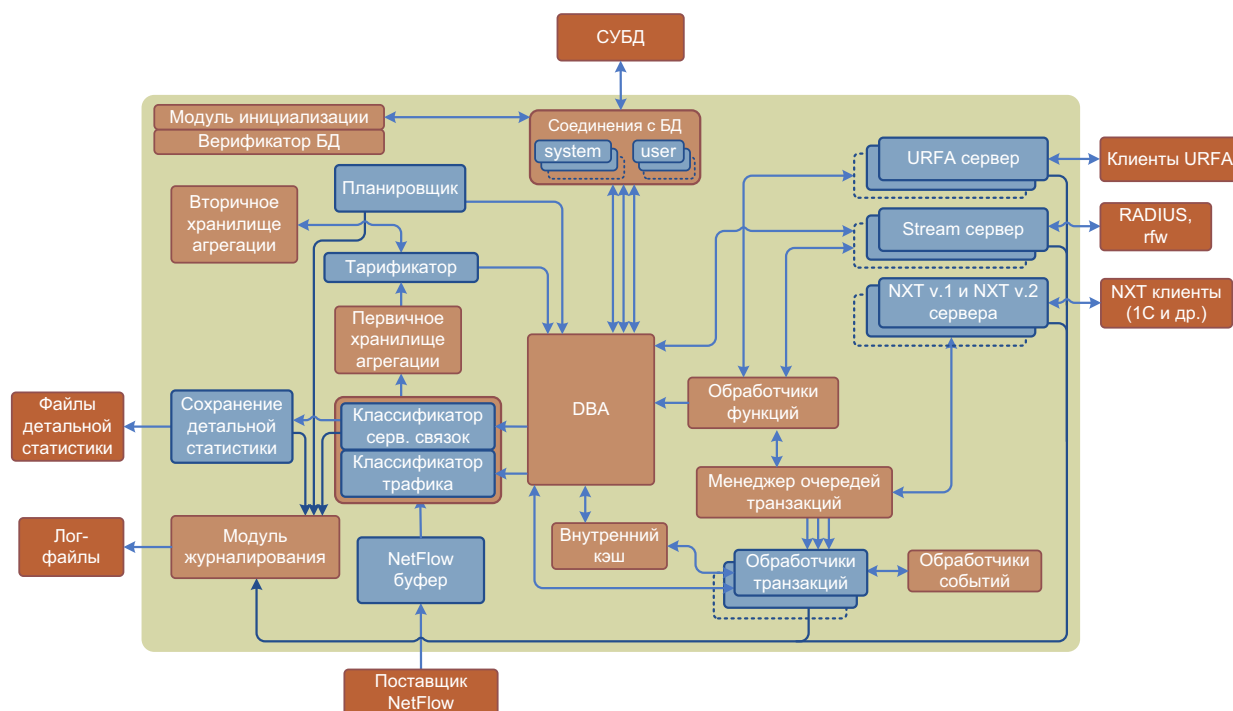 СУБД
Модуль инициализации
Верификатор БД
Соединения с БД
system
user
URFA сервер
Клиенты URFA
Планировщик
Вторичное
хранилище
агрегации
Stream сервер
RADIUS,
rfw
Тарификатор
NXT v.1 и NXT v.2
сервера
NXT клиенты
(1С и др.)
Первичное
хранилище
агрегации
DBA
Обработчики
функций
Файлы
детальной
статистики
Сохранение
детальной
статистики
Классификатор
серв. связок
Классификатор
трафика
Менеджер очередей
транзакций
Лог-
файлы
Модуль
журналирования
NetFlow
буфер
Внутренний
кэш
Обработчики
транзакций
Обработчики
событий
Поставщик
NetFlow